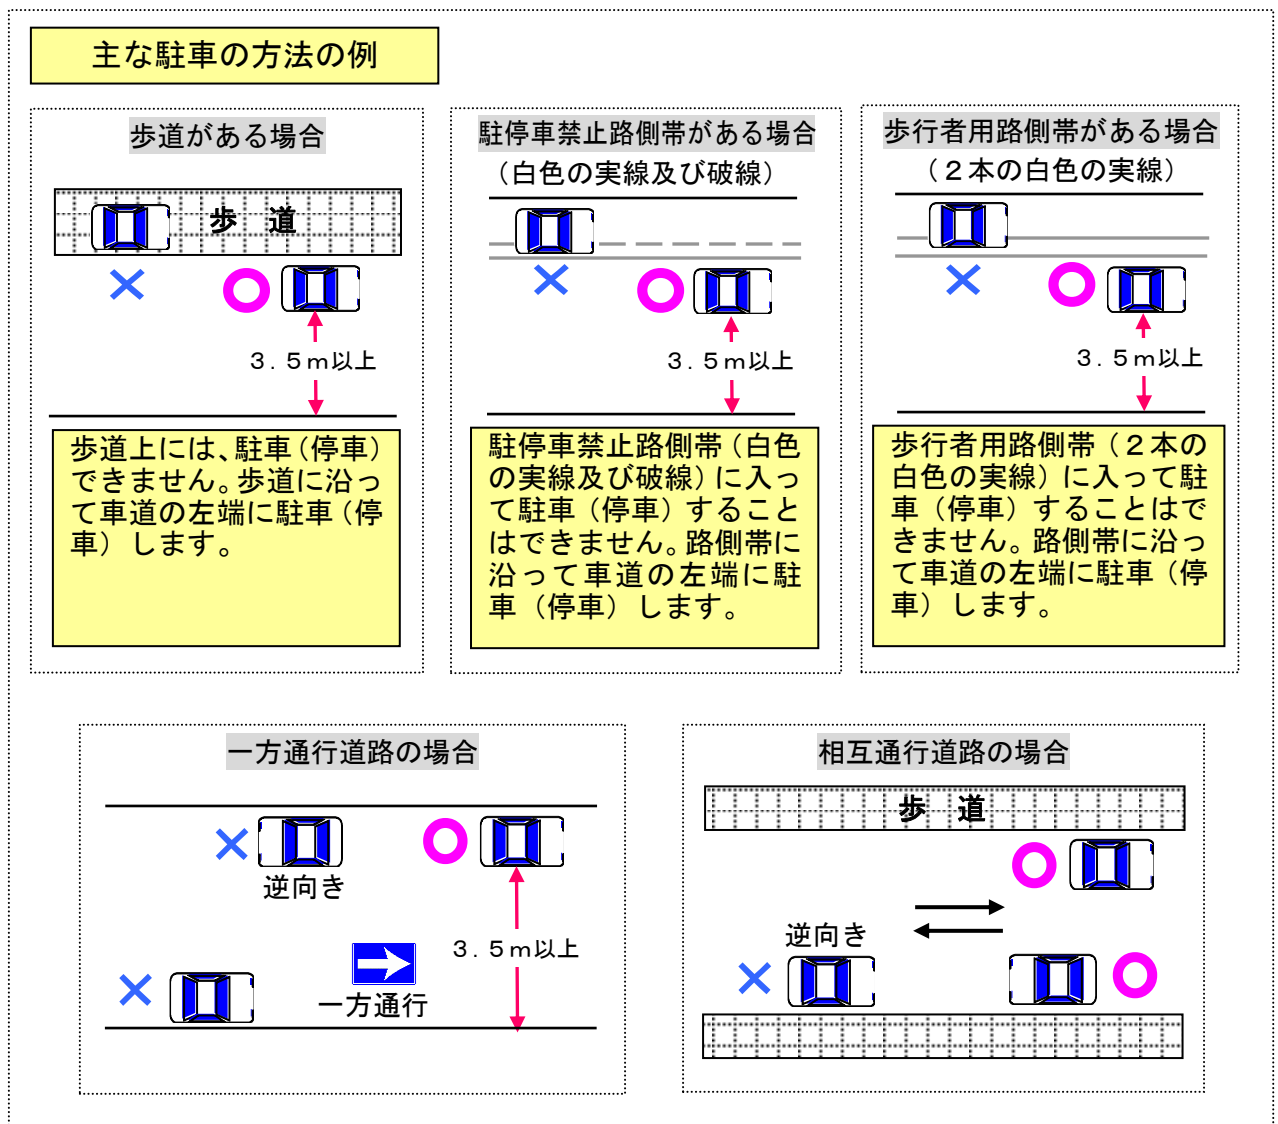 主な駐車の方法の例
歩道がある場合
歩 道
3.5m以上
歩道上には、駐車(停車)
できません。歩道に沿っ
て車道の左端に駐車(停
車)します。
駐停車禁止路側帯がある場合
(白色の実線及び破線)
3.5m以上
駐停車禁止路側帯(白色
の実線及び破線)に入っ
て駐車(停車)すること
はできません。路側帯に
沿って車道の左端に駐
車(停車)します。
歩行者用路側帯がある場合
(2本の白色の実線)
3.5m以上
歩行者用路側帯(2本の
白色の実線)に入って駐
車(停車)することはで
きません。路側帯に沿っ
て車道の左端に駐車(停
車)します。
一方通行道路の場合
逆向き
3.5m以上
一方通行
相互通行道路の場合
歩 道
逆向き